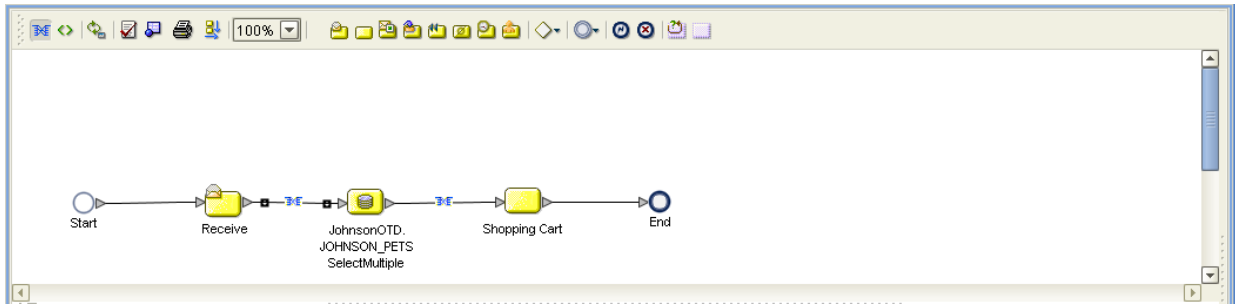 100%
Start
Receive
JohnsonOTD.
JOHNSON_PETS
SelectMultiple
Shopping Cart
End